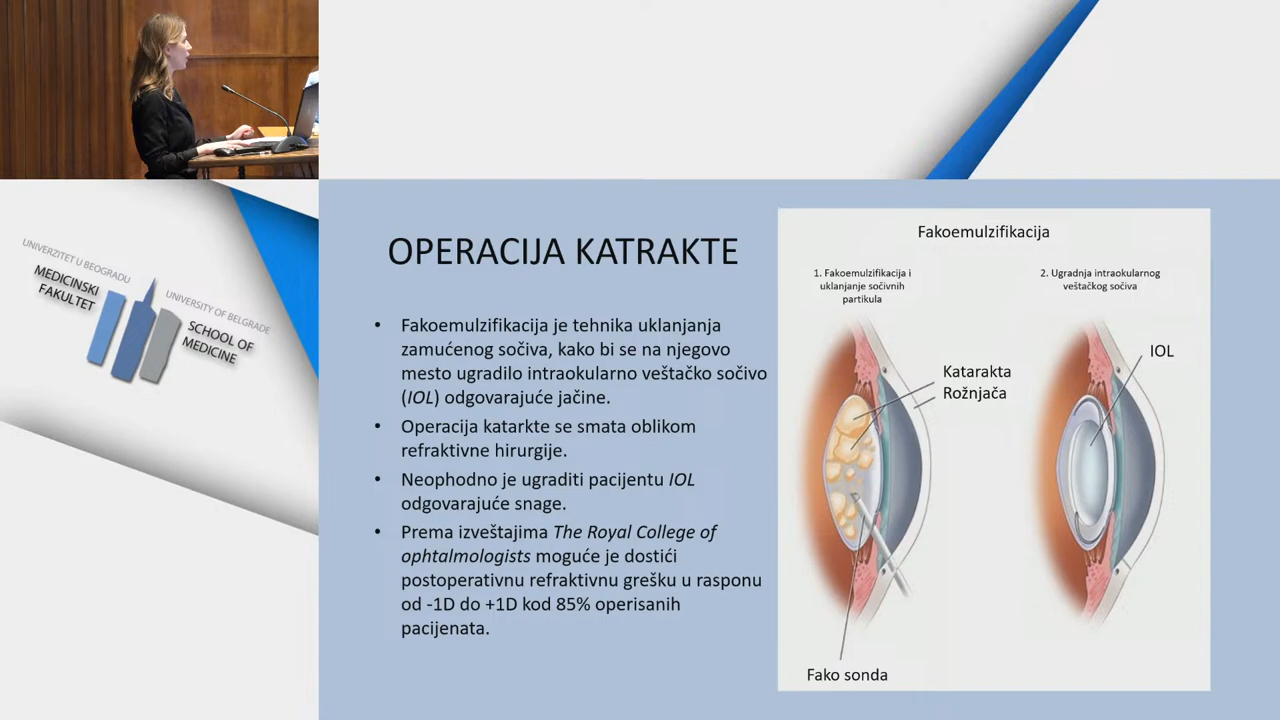 UNIVERZITET U BEOGRADU
MEDICINSKI
FAKULTET
UNIVERSITY OF BELGRADE
SCHOOL OF
MEDICINE
OPERACIJA KATRAKTE
• Fakoemulzifikacija je tehnika uklanjanja
zamućenog sočiva, kako bi se na njegovo
mesto ugradilo intraokularno veštačko sočivo
(IOL) odgovarajuće jačine.
• Operacija katarkte se smata oblikom
refraktivne hirurgije.
• Neophodno je ugraditi pacijentu IOL
odgovarajuće snage.
• Prema izveštajima The Royal College of
ophtalmologists moguće je dostići
postoperativnu refraktivnu grešku u rasponu
od -1D do +1D kod 85% operisanih
pacijenata.
Fakoemulzifikacija
1. Fakoemulzifikacija i
uklanjanje sočivnih
partikula
2. Ugradnja intraokularnog
veštačkog sočiva
IOL
Katarakta
Rožnjača
Fako sonda